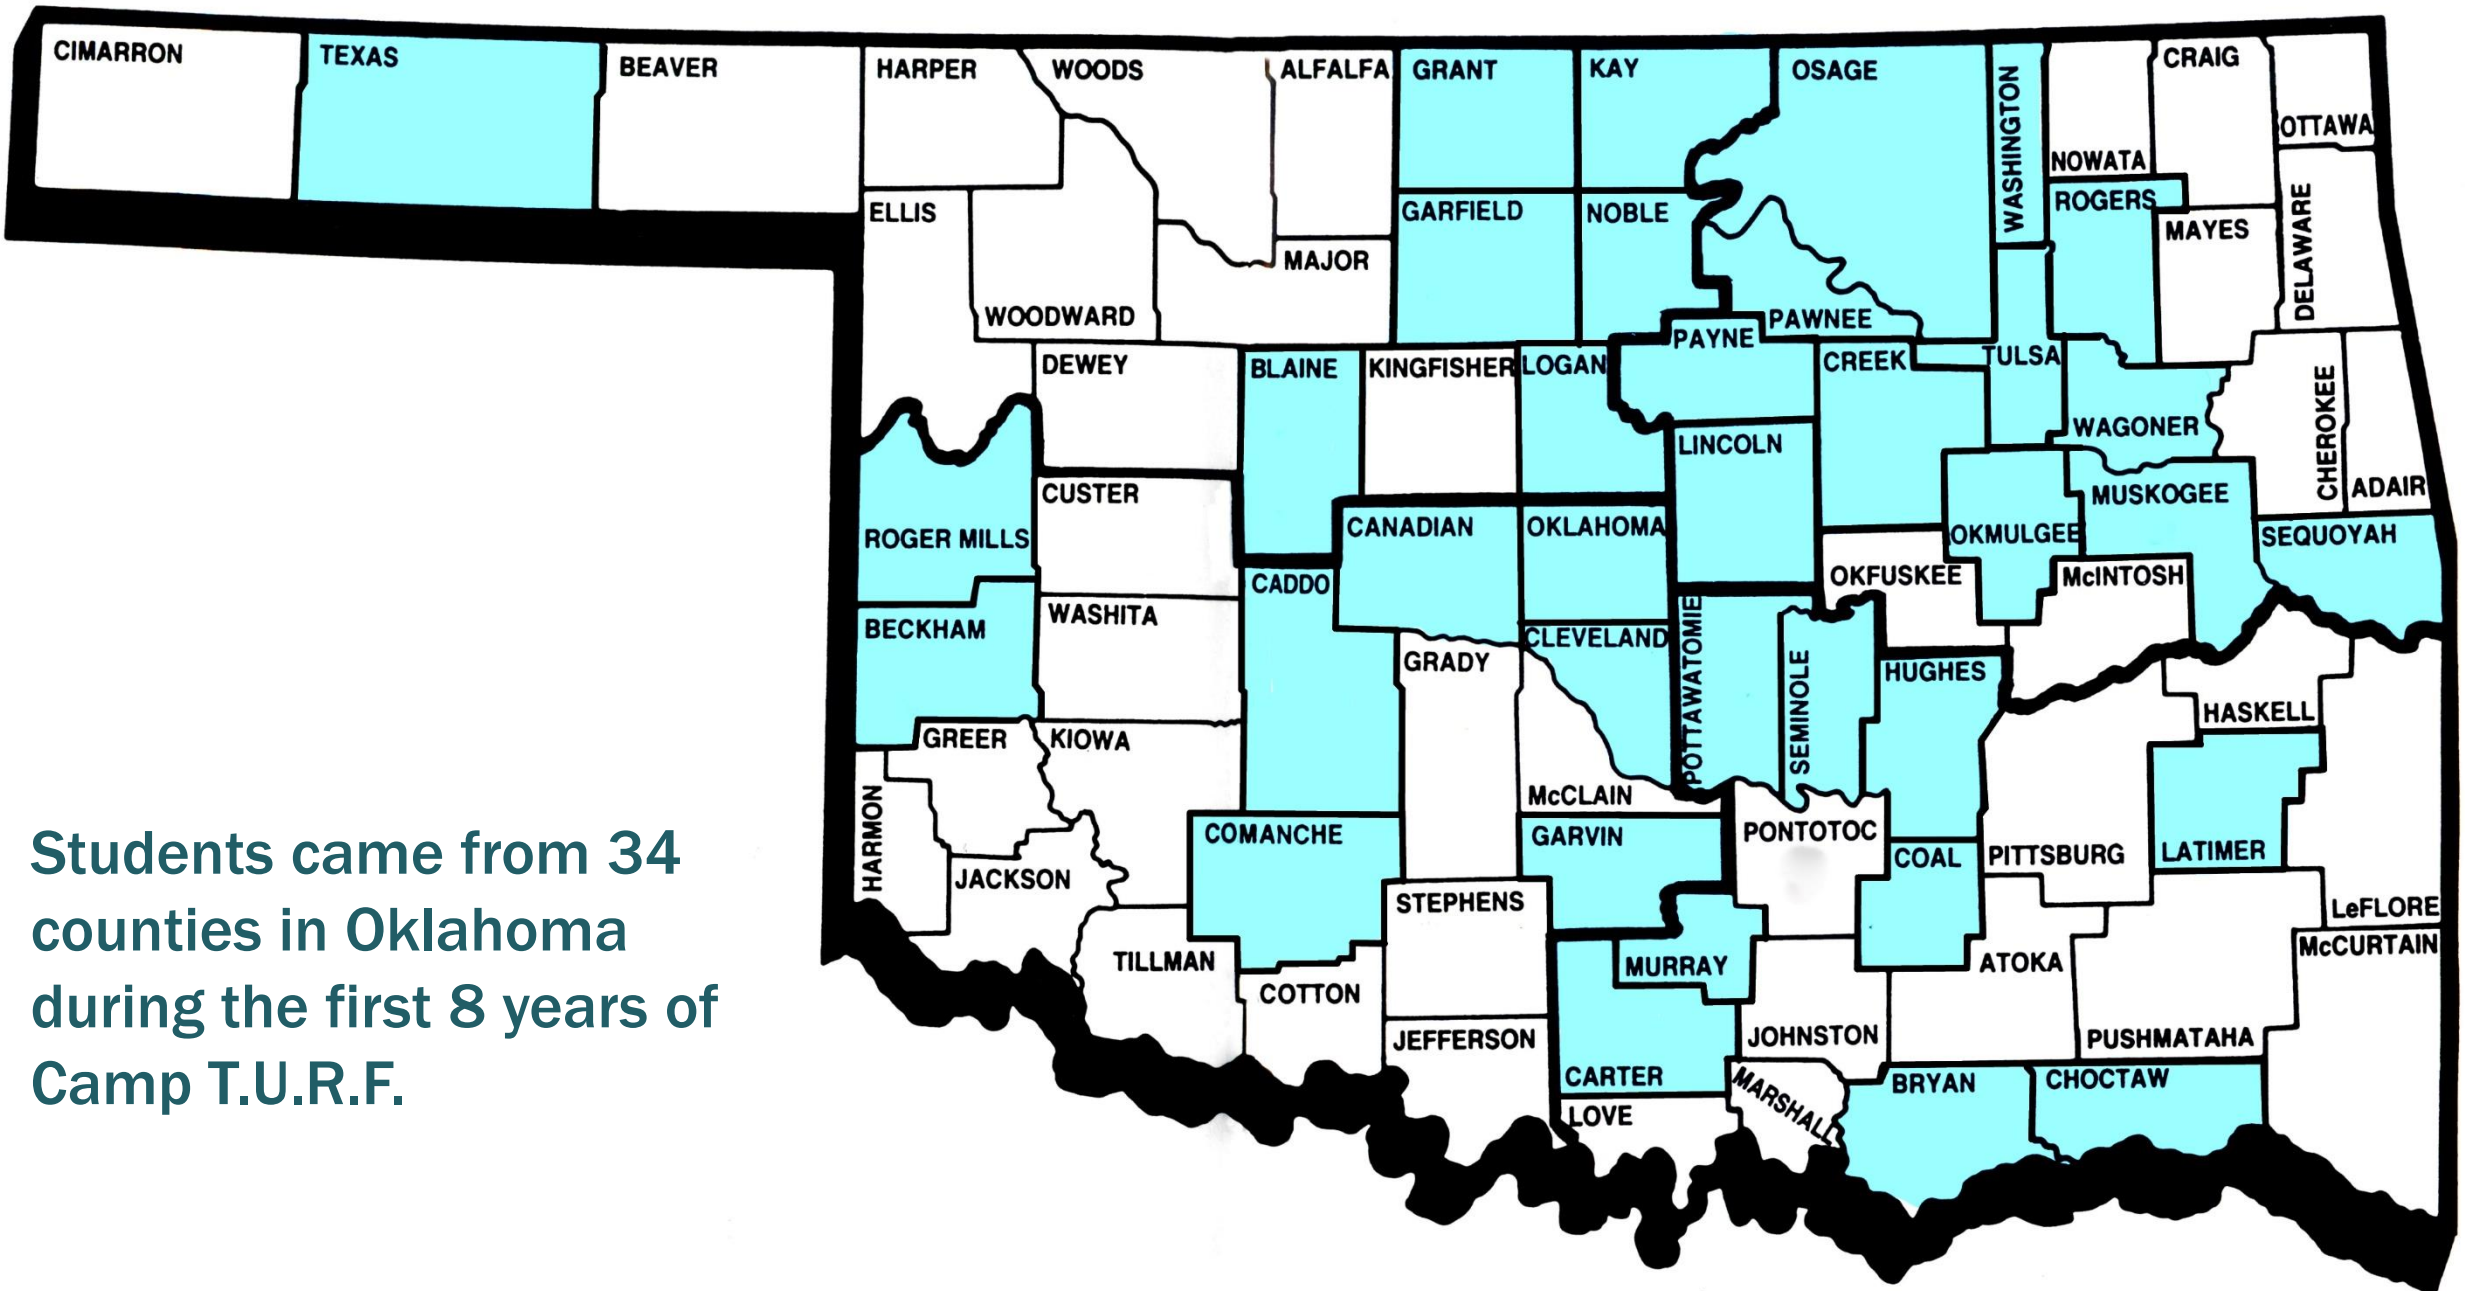 CIMARRON
TEXAS
BEAVER
HARPER
WOODS
ALFALFA
GRANT
KAY
OSAGE
WASHINGTON
NOWATA
CRAIG
OTTAWA
ELLIS
WOODWARD
MAJOR
GARFIELD
NOBLE
ROGERS
MAYES
DELAWARE
PAWNEE
PAYNE
DEWEY
BLAINE
KINGFISHER
LOGAN
CREEK
TULSA
WAGONER
CHEROKEE
ADAIR
LINCOLN
ROGER MILLS
CUSTER
CANADIAN
OKLAHOMA
OKMULGEE
MUSKOGEE
SEQUOYAH
OKFUSKEE
McINTOSH
CADDO
BECKHAM
WASHITA
GRADY
CLEVELAND
POTTAWATOMIE
SEMINOLE
HUGHES
HASKELL
GREER
KIOWA
McCLAIN
HARMON
JACKSON
COMANCHE
GARVIN
PONTOTOC
COAL
PITTSBURG
LATIMER
LeFLORE
STEPHENS
TILLMAN
COTTON
MURRAY
ATOKA
McCURTAIN
JEFFERSON
JOHNSTON
PUSHMATAHA
CARTER
MARSHALL
BRYAN
CHOCTAW
LOVE
Students came from 34
counties in Oklahoma
during the first 8 years of
Camp T.U.R.F.